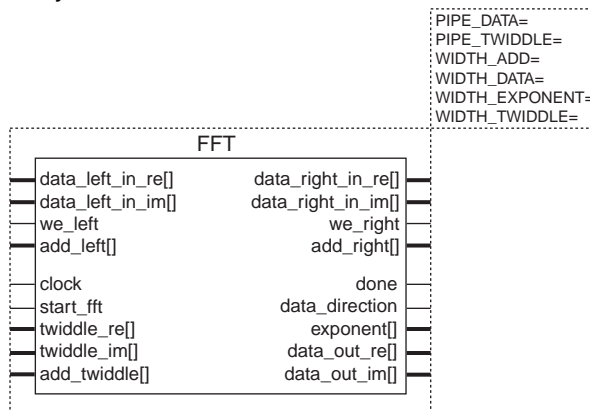 PIPE_DATA=
PIPE_TWIDDLE=
WIDTH_ADD=
WIDTH_DATA=
WIDTH_EXPONENT=
WIDTH_TWIDDLE=
FFT
data_left_in_re[] data_right_in_re[]
data_left_in_im[] data_right_in_im[]
we_left we_right
add_left[] add_right[]
clock done
start_fft data_direction
twiddle_re[] exponent[]
twiddle_im[] data_out_re[]
add_twiddle[] data_out_im[]